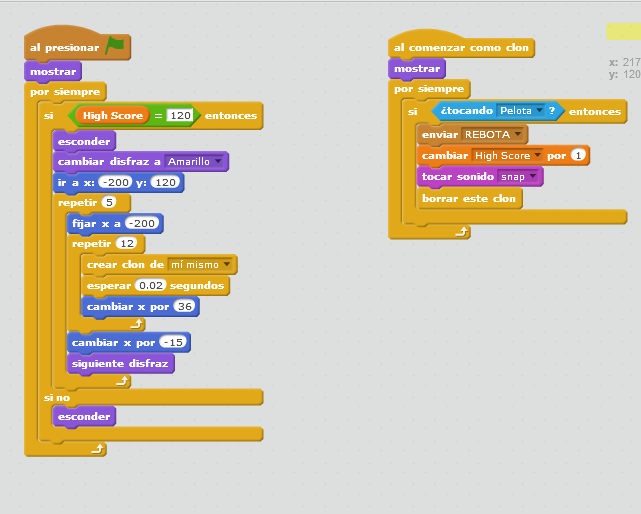 al presionar
mostrar
por siempre
si High Score = 120 entonces
esconder
cambiar disfraz a Amarillo
ir a x: -200 y: 120
repetir 5
fijar x a -200
repetir 12
crear clon de mí mismo
esperar 0.02 segundos
cambiar x por 36
cambiar x por -15
siguiente disfraz
si no
esconder
al comenzar como clon
mostrar
por siempre
si ¿tocando Pelota ? entonces
enviar REBOTA
cambiar High Score por 1
tocar sonido snap
borrar este clon
x: 217
y: 120